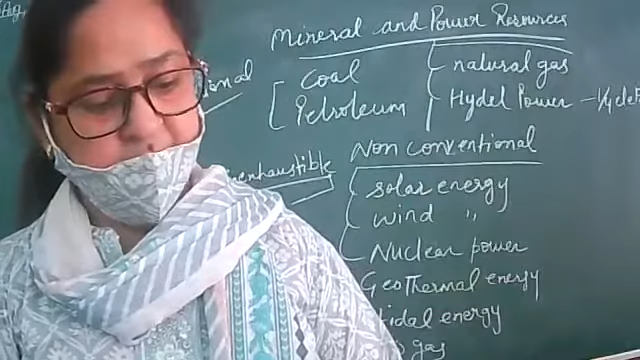 Mineral and Power Resources
coal
natural gas
Petroleum
Hydel Power
Non Conventional
solar energy
wind "
Nuclear power
Geothermal energy
tidal energy
gas